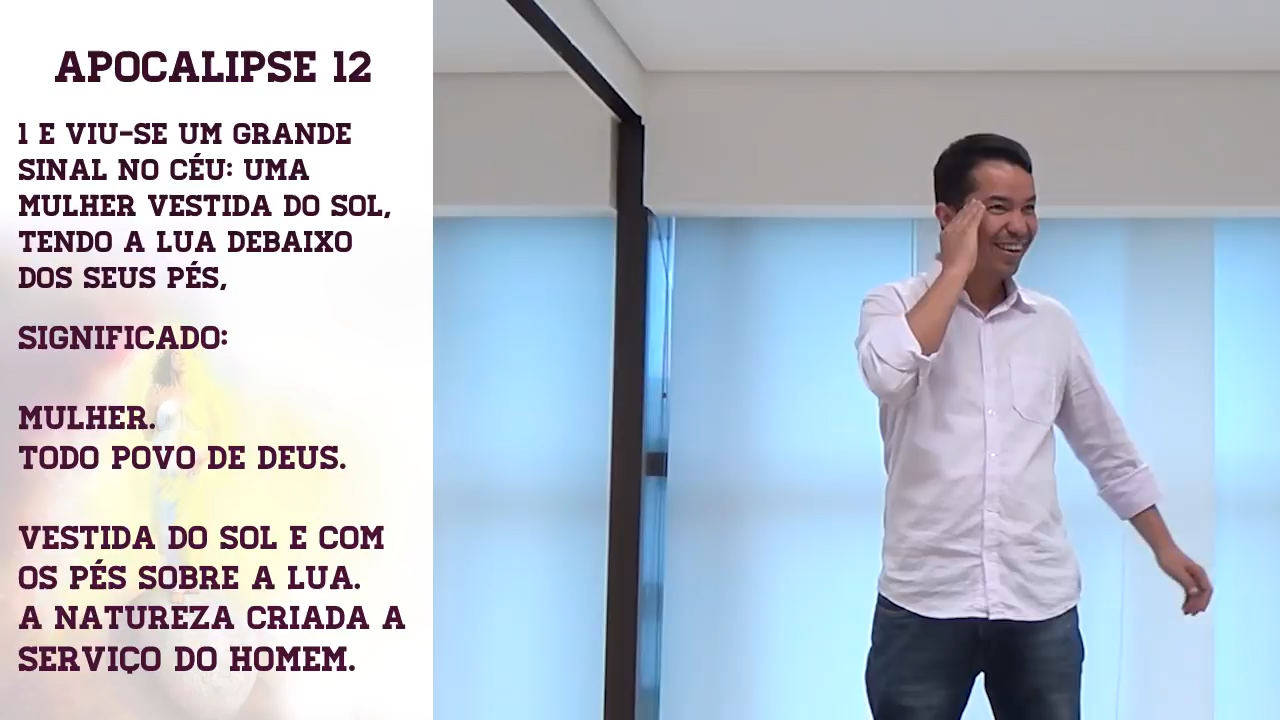 APOCALIPSE 12
1 E VIU-SE UM GRANDE
SINAL NO CÉU: UMA
MULHER VESTIDA DO SOL,
TENDO A LUA DEBAIXO
DOS SEUS PÉS,
SIGNIFICADO:
MULHER.
TODO POVO DE DEUS.
VESTIDA DO SOL E COM
OS PÉS SOBRE A LUA.
A NATUREZA CRIADA A
SERVIÇO DO HOMEM.